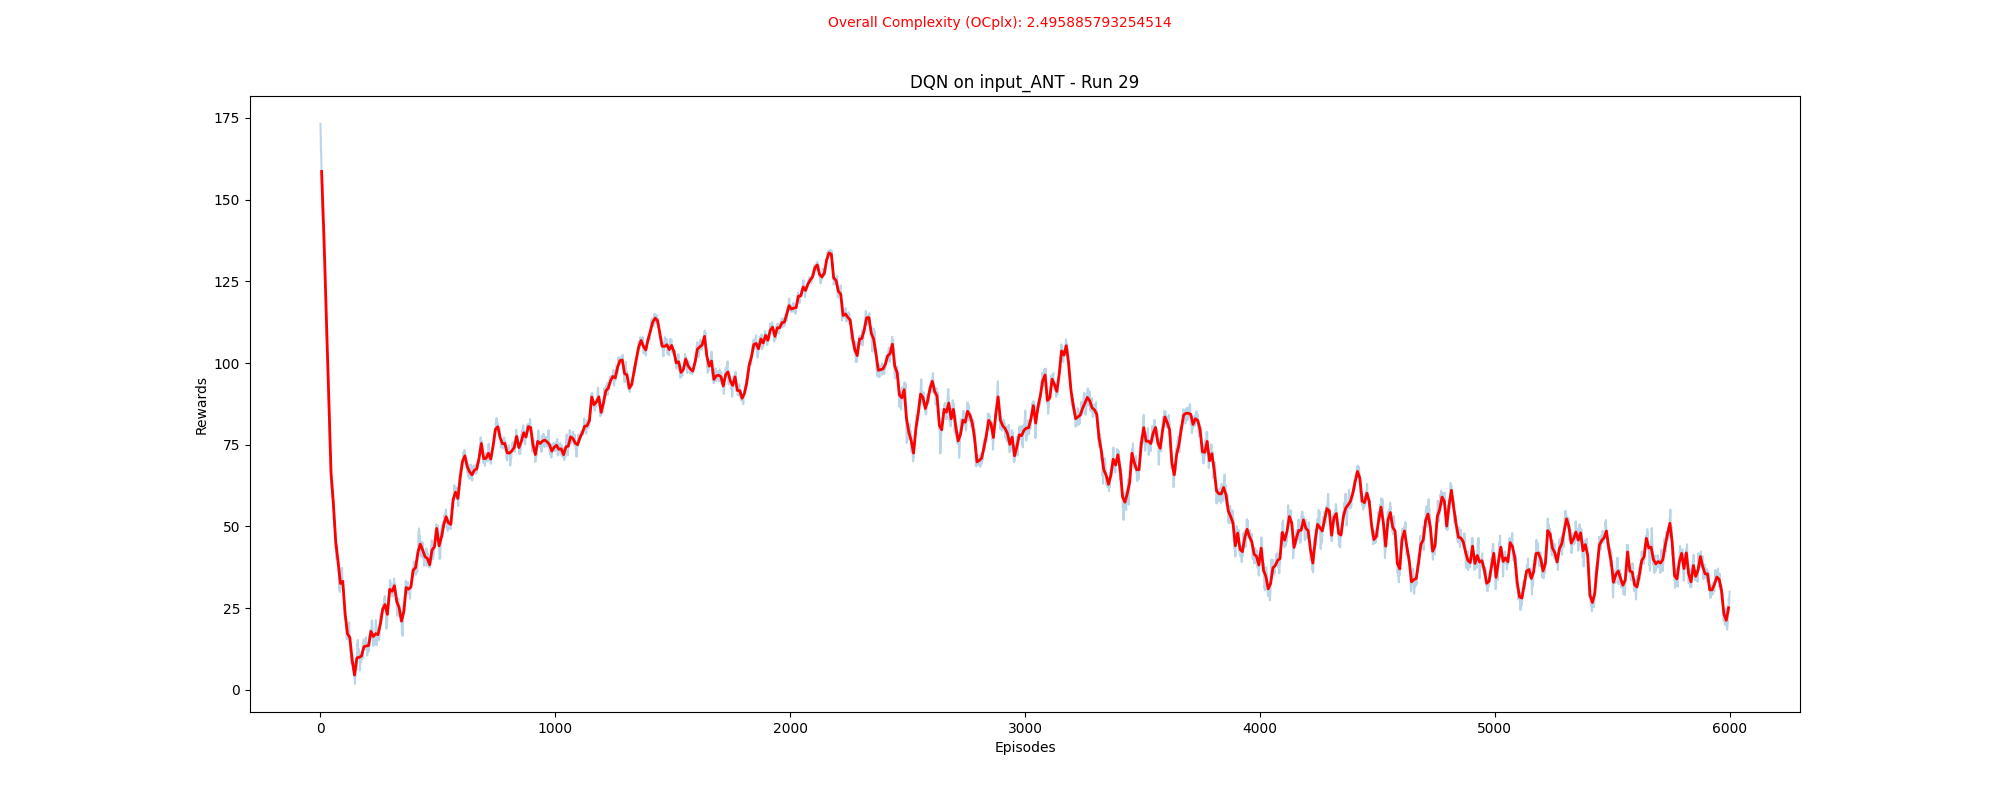 Overall Complexity (OCplx): 2.495885793254514
DQN on input_ANT - Run 29
175
150
125
100
75
50
25
0
Rewards
0 1000 2000 3000 4000 5000 6000
Episodes